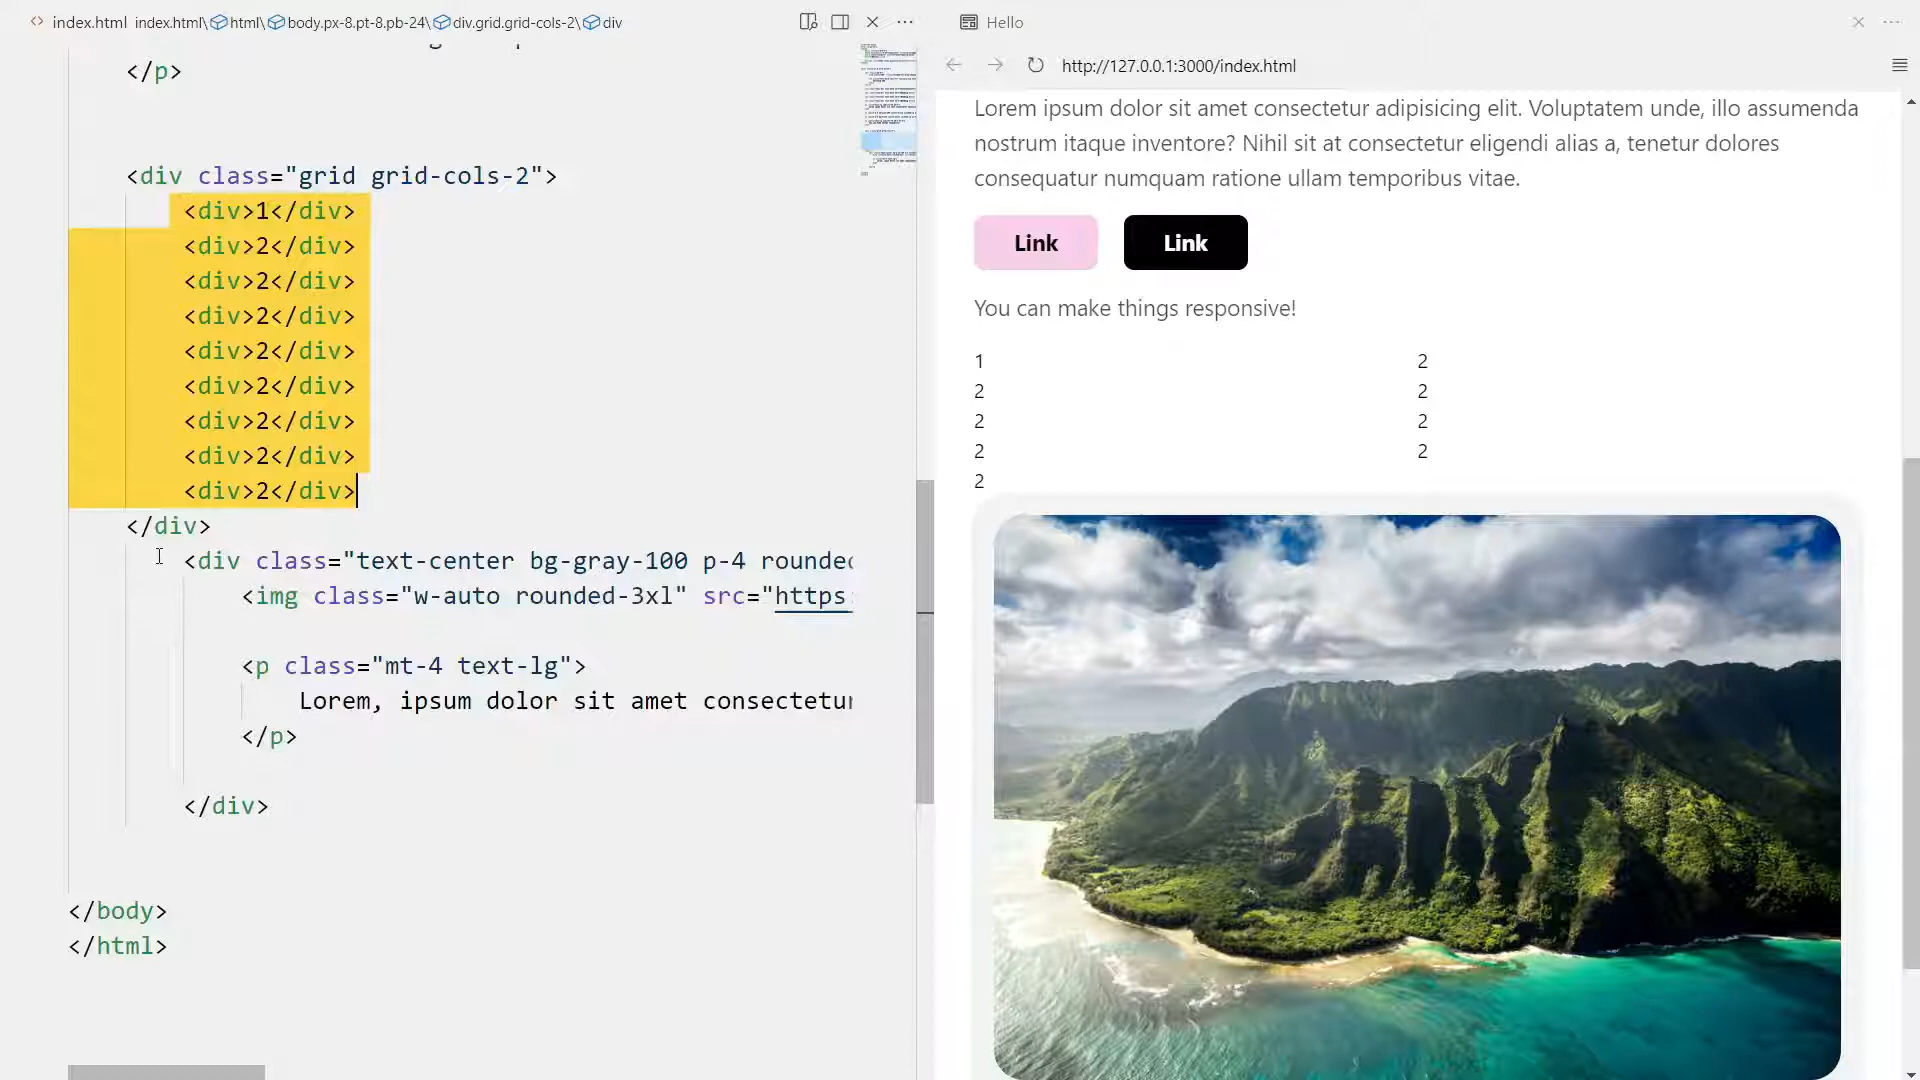 index.html index.html\html\body.px-8.pt-8.pb-24\div.grid.grid-cols-2\div
</p>
<div class="grid grid-cols-2">
<div>1</div>
<div>2</div>
<div>2</div>
<div>2</div>
<div>2</div>
<div>2</div>
<div>2</div>
<div>2</div>
<div>2</div>
</div>
<div class="text-center bg-gray-100 p-4 rounded
<img class="w-auto rounded-3xl" src="https:
<p class="mt-4 text-lg">
Lorem, ipsum dolor sit amet consectetur
</p>
</div>
</body>
</html>
Hello
http://127.0.0.1:3000/index.html
Lorem ipsum dolor sit amet consectetur adipisicing elit. Voluptatem unde, illo assumenda
nostrum itaque inventore? Nihil sit at consectetur eligendi alias a, tenetur dolores
consequatur numquam ratione ullam temporibus vitae.
Link Link
You can make things responsive!
1 2
2 2
2 2
2 2
2